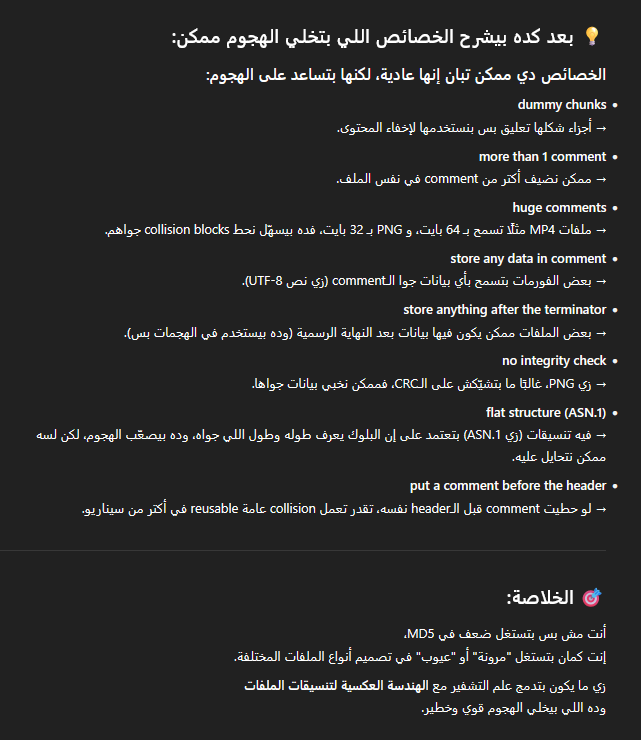 💡 بعد كده بيشرح الخصائص اللي بتخلي الهجوم ممكن:
الخصائص دي ممكن تبان إنها عادية، لكنها بتساعد على الهجوم:
• dummy chunks
→ أجزاء شكلها تعليق بس بنستخدمها لإخفاء المحتوى.
• more than 1 comment
→ ممكن نضيف أكتر من comment في نفس الملف.
• huge comments
→ ملفات MP4 مثلًا تسمح بـ 64 بايت، و PNG بـ 32 بايت، فده بيسهّل نحط collision blocks جواهم.
• store any data in comment
→ بعض الفورمات بتسمح بأي بيانات جوا الـcomment (زي نص UTF-8).
• store anything after the terminator
→ بعض الملفات ممكن يكون فيها بيانات بعد النهاية الرسمية (وده بيستخدم في الهجمات بس).
• no integrity check
→ زي PNG، غالبًا ما بتشيّكش على الـCRC، فممكن نخبي بيانات جواها.
• flat structure (ASN.1)
→ فيه تنسيقات (زي ASN.1) بتعتمد على إن البلوك يعرف طوله وطول اللي جواه، وده بيصعّب الهجوم، لكن لسه
ممكن نتحايل عليه.
• put a comment before the header
→ لو حطيت comment قبل الـheader نفسه، تقدر تعمل collision عامة reusable في أكتر من سيناريو.
🎯 الخلاصة:
أنت مش بس بتستغل ضعف في MD5،
إنت كمان بتستغل "مرونة" أو "عيوب" في تصميم أنواع الملفات المختلفة.
زي ما يكون بتدمج علم التشفير مع الهندسة العكسية لتنسيقات الملفات
وده اللي بيخلي الهجوم قوي وخطير.